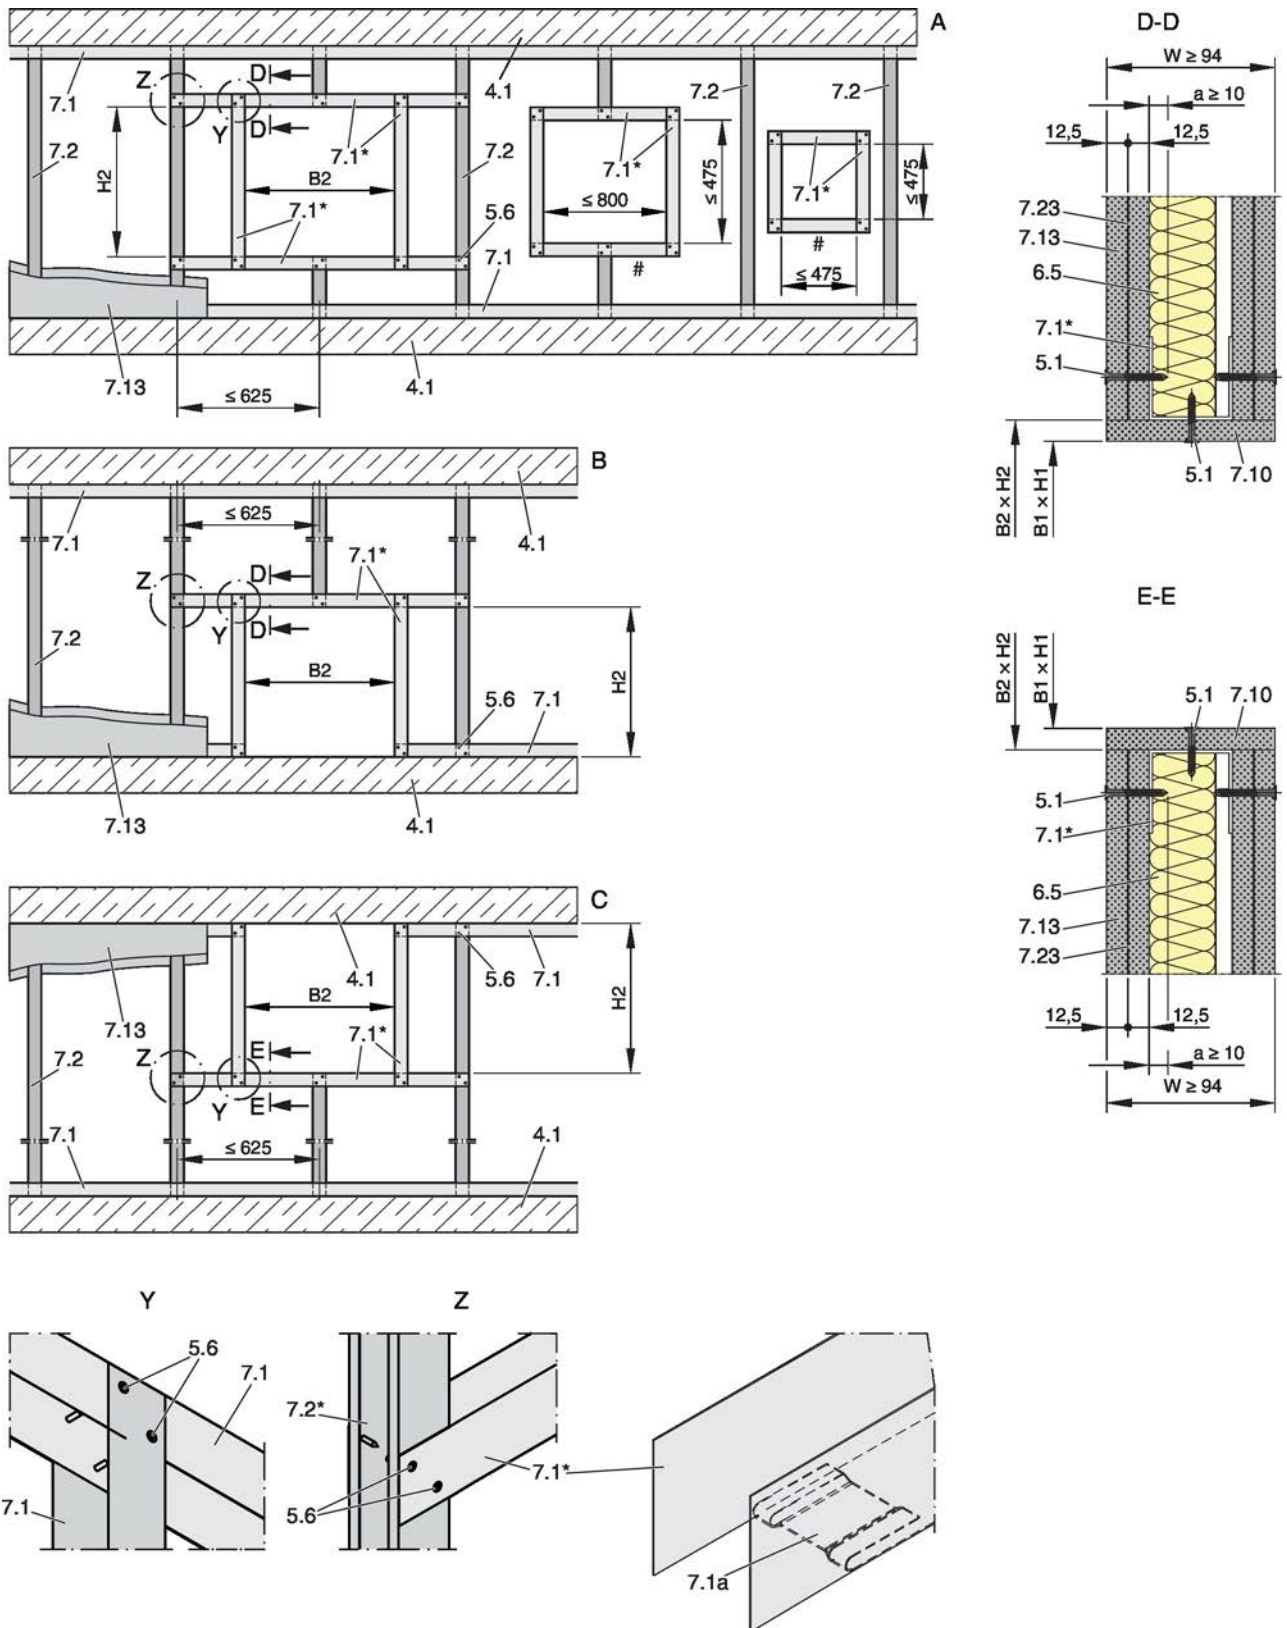 A
Z
D
D
Y
7.1
7.2
H2
7.1*
B2
7.1*
7.2
5.6
7.1
4.1
7.2
7.2
7.1*
≤ 475
≤ 800
#
7.1*
≤ 475
#
≤ 475
7.13
≤ 625
4.1
B
≤ 625
7.1
4.1
7.1*
Z
D
D
Y
7.2
B2
H2
5.6
7.1
7.13
4.1
C
4.1
5.6
7.1
B2
H2
7.13
7.1*
7.2
Z
E
E
Y
7.1
≤ 625
4.1
D-D
W ≥ 94
a ≥ 10
12,5
12,5
7.23
7.13
6.5
7.1*
5.1
B2 × H2
B1 × H1
5.1
7.10
E-E
B2 × H2
B1 × H1
5.1
7.10
5.1
7.1*
6.5
7.13
7.23
12,5
12,5
a ≥ 10
W ≥ 94
Y
5.6
7.1
7.1
Z
7.2*
5.6
7.1*
7.1a